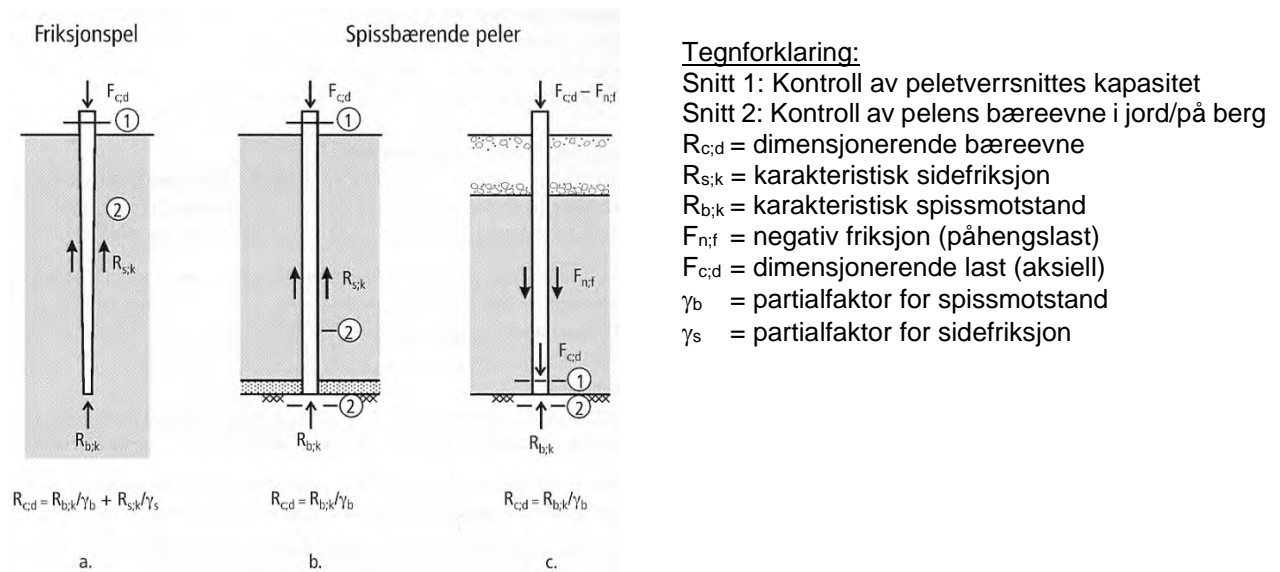 Friksjonspel
Spissbærende peler
F_c;d
1
2
R_s;k
R_b;k
R_c;d = R_b;k/γ_b + R_s;k/γ_s
a.
F_c;d
1
R_s;k
2
2
R_b;k
R_c;d = R_b;k/γ_b
b.
F_c;d – F_n;f
F_n;f
F_c;d
1
2
R_b;k
R_c;d = R_b;k/γ_b
c.
Tegnforklaring:
Snitt 1: Kontroll av peletverrsnittes kapasitet
Snitt 2: Kontroll av pelens bæreevne i jord/på berg
R_c;d = dimensjonerende bæreevne
R_s;k = karakteristisk sidefriksjon
R_b;k = karakteristisk spissmotstand
F_n;f = negativ friksjon (påhengslast)
F_c;d = dimensjonerende last (aksiell)
γ_b = partialfaktor for spissmotstand
γ_s = partialfaktor for sidefriksjon